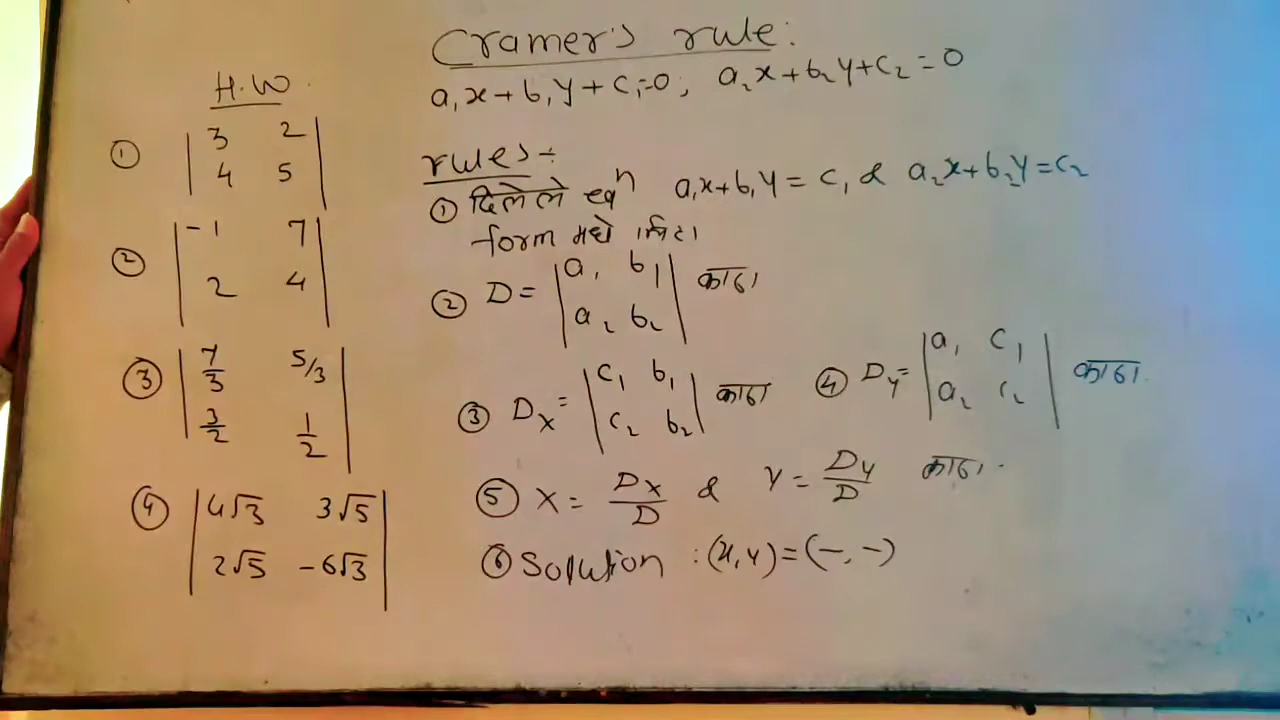 Cramer's rule:
a₁x + b₁y + c₁=0; a₂x + b₂y + c₂ = 0
rules :-
① दिलेले eqⁿ a₁x + b₁y = c₁ & a₂x + b₂y = c₂
form मधे लिहा
② D = |a₁ b₁| काढा
|a₂ b₂|
③ Dx = |c₁ b₁| काढा ④ Dy = |a₁ c₁| काढा.
|c₂ b₂| |a₂ c₂|
⑤ x = Dx/D & y = Dy/D काढा.
⑥ Solution : (x, y) = (–, –)
H.W.
① |3 2|
|4 5|
② |-1 7|
|2 4|
③ |7/3 5/3|
|3/2 1/2|
④ |4√3 3√5|
|2√5 -6√3|